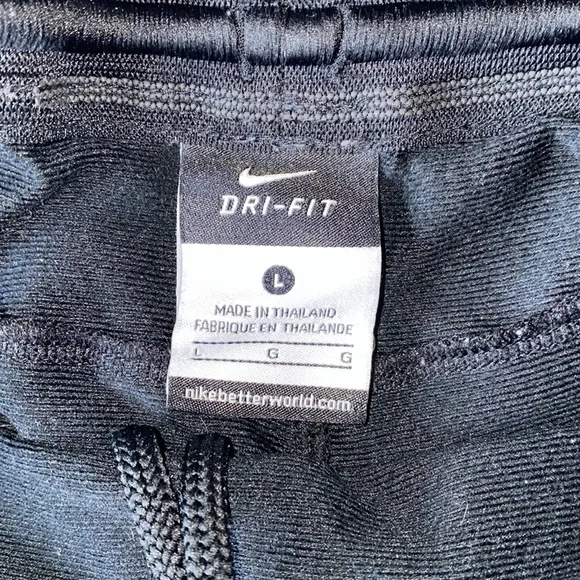 DRI-FIT
L
MADE IN THAILAND
FABRIQUE EN THAILANDE
L G G
nikebetterworld.com